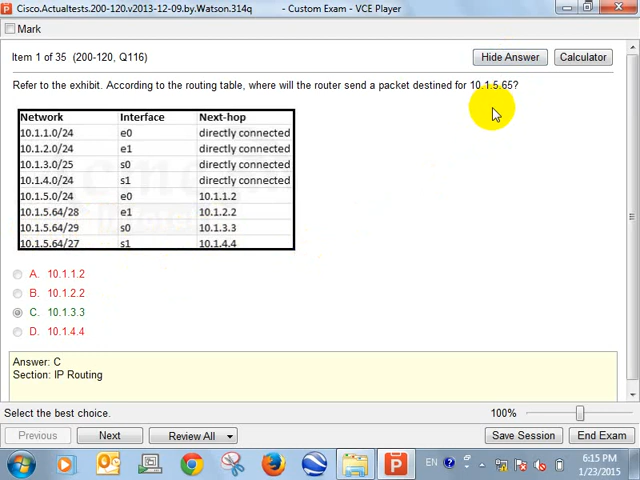 Cisco.Actualtests.200-120.v2013-12-09.by.Watson.314q - Custom Exam - VCE Player
Mark
Item 1 of 35 (200-120, Q116)
Hide Answer
Calculator
Refer to the exhibit. According to the routing table, where will the router send a packet destined for 10.1.5.65?
Network Interface Next-hop
10.1.1.0/24 e0 directly connected
10.1.2.0/24 e1 directly connected
10.1.3.0/25 s0 directly connected
10.1.4.0/24 s1 directly connected
10.1.5.0/24 e0 10.1.1.2
10.1.5.64/28 e1 10.1.2.2
10.1.5.64/29 s0 10.1.3.3
10.1.5.64/27 s1 10.1.4.4
A. 10.1.1.2
B. 10.1.2.2
C. 10.1.3.3
D. 10.1.4.4
Answer: C
Section: IP Routing
Select the best choice.
100%
Previous
Next
Review All
Save Session
End Exam
EN
6:15 PM
1/23/2015